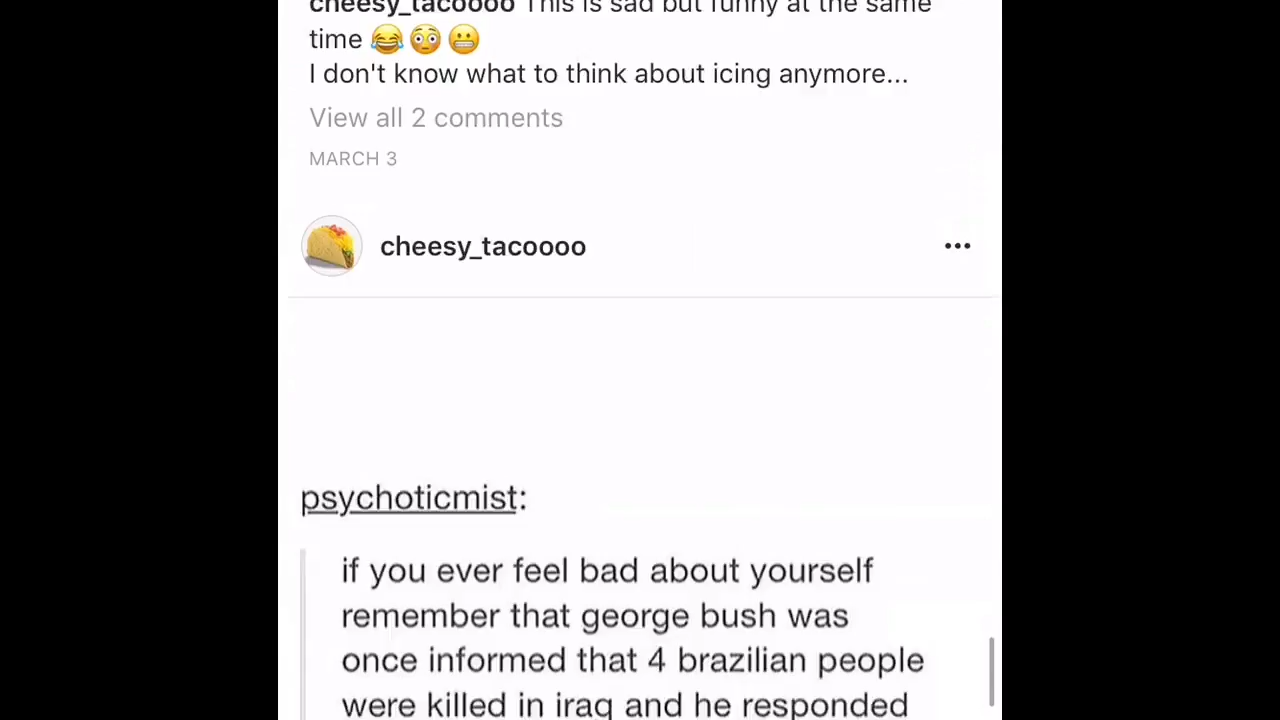 cheesy_tacoooo This is sad but funny at the same
time 😂😳😬
I don't know what to think about icing anymore...
View all 2 comments
MARCH 3
cheesy_tacoooo
psychoticmist:
if you ever feel bad about yourself
remember that george bush was
once informed that 4 brazilian people
were killed in iraq and he responded